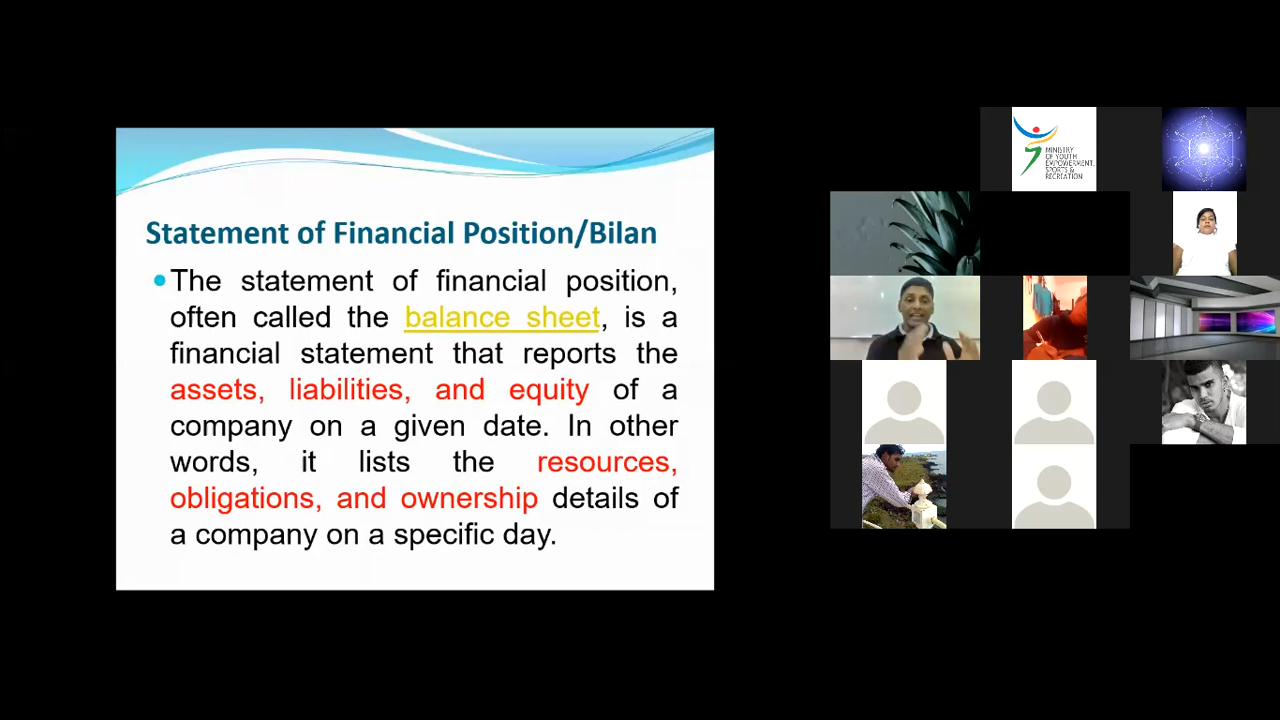 Statement of Financial Position/Bilan
•The statement of financial position,
often called the balance sheet, is a
financial statement that reports the
assets, liabilities, and equity of a
company on a given date. In other
words, it lists the resources,
obligations, and ownership details of
a company on a specific day.
MINISTRY
OF YOUTH
EMPOWERMENT,
SPORTS &
RECREATION